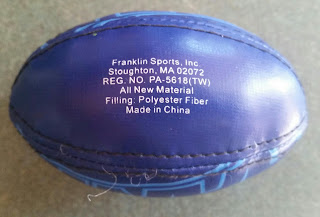 Franklin Sports, Inc
Stoughton, MA 02072
REG. NO. PA-5618(TW)
All New Material
Filling: Polyester Fiber
Made in China